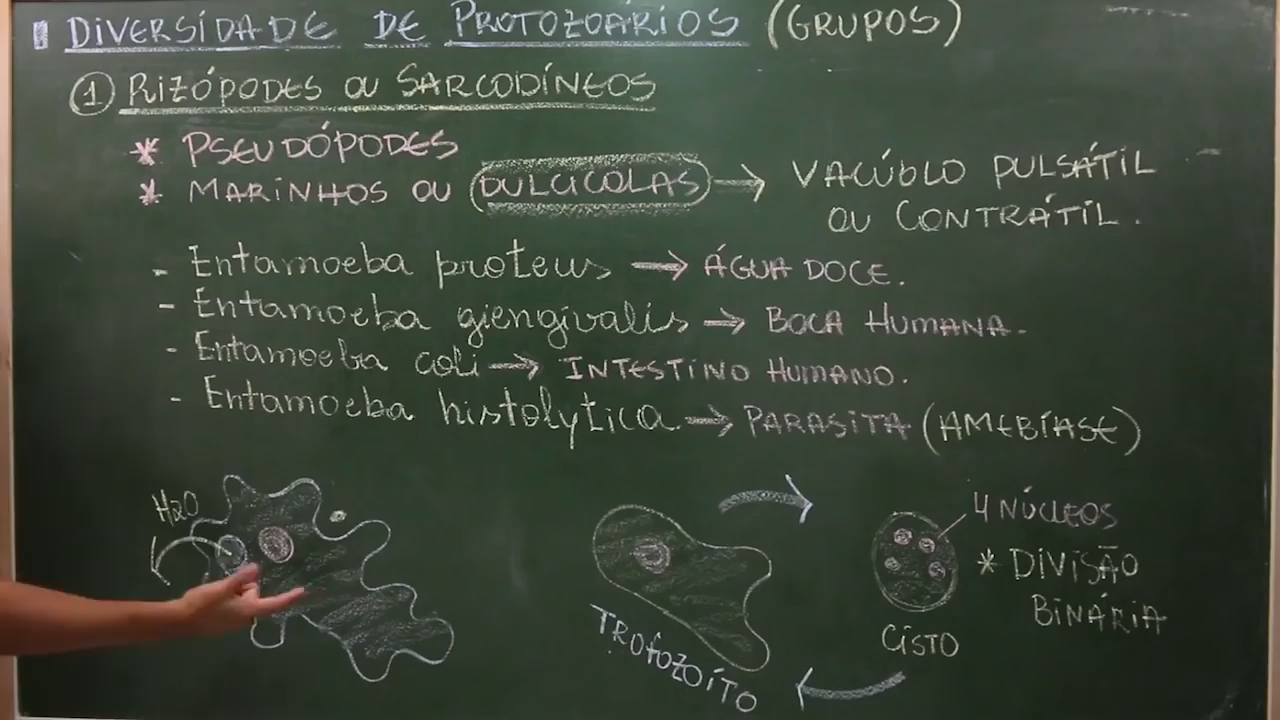 DIVERSIDADE DE PROTOZOÁRIOS (GRUPOS)
1 RIZÓPODES OU SARCODÍNEOS
* PSEUDÓPODES
* MARINHOS OU DULCÍCOLAS → VACÚOLO PULSÁTIL
OU CONTRÁTIL.
- Entamoeba proteus → ÁGUA DOCE.
- Entamoeba giengivalis → BOCA HUMANA.
- Entamoeba coli → INTESTINO HUMANO.
- Entamoeba histolytica → PARASITA (AMEBÍASE)
H2O
TROFOZOÍTO
CISTO
4 NÚCLEOS
* DIVISÃO
BINÁRIA